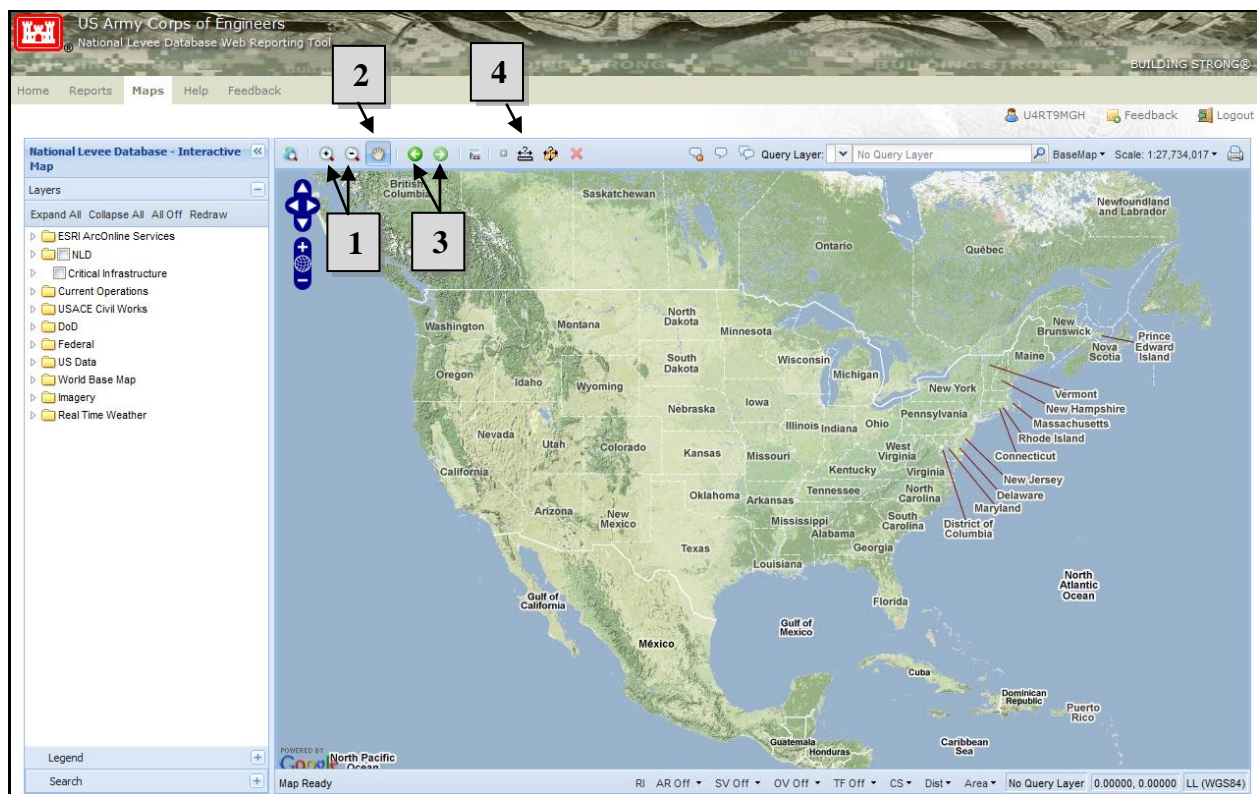 US Army Corps of Engineers
®
National Levee Database Web Reporting Tool
BUILDING STRONG®
Home Reports Maps Help Feedback
2
4
U4RT9MGH Feedback Logout
National Levee Database - Interactive Map
Query Layer: No Query Layer BaseMap Scale: 1:27,734,017
Layers
Expand All Collapse All All Off Redraw
ESRI ArcOnline Services
NLD
Critical Infrastructure
Current Operations
USACE Civil Works
DoD
Federal
US Data
World Base Map
Imagery
Real Time Weather
Legend
Search
1
3
British Columbia
Saskatchewan
Newfoundland and Labrador
Ontario
Québec
Washington
Montana
North Dakota
Minnesota
New Brunswick
Prince Edward Island
Nova Scotia
Maine
South Dakota
Wisconsin
Michigan
Oregon
Idaho
Wyoming
New York
Vermont
New Hampshire
Massachusetts
Rhode Island
Connecticut
Nebraska
Iowa
Pennsylvania
Illinois
Indiana
Ohio
Nevada
Utah
Colorado
Kansas
Missouri
West Virginia
Kentucky
Virginia
New Jersey
Delaware
Maryland
District of Columbia
California
Oklahoma
Arkansas
Tennessee
North Carolina
Arizona
New Mexico
Mississippi
Alabama
South Carolina
Georgia
Texas
Louisiana
North Atlantic Ocean
Gulf of California
Florida
Gulf of Mexico
México
Cuba
Dominican Republic
Puerto Rico
Guatemala
Honduras
Caribbean Sea
POWERED BY
Google
North Pacific Ocean
Map Ready RI AR Off SV Off OV Off TF Off CS Dist Area No Query Layer 0.00000, 0.00000 LL (WGS84)